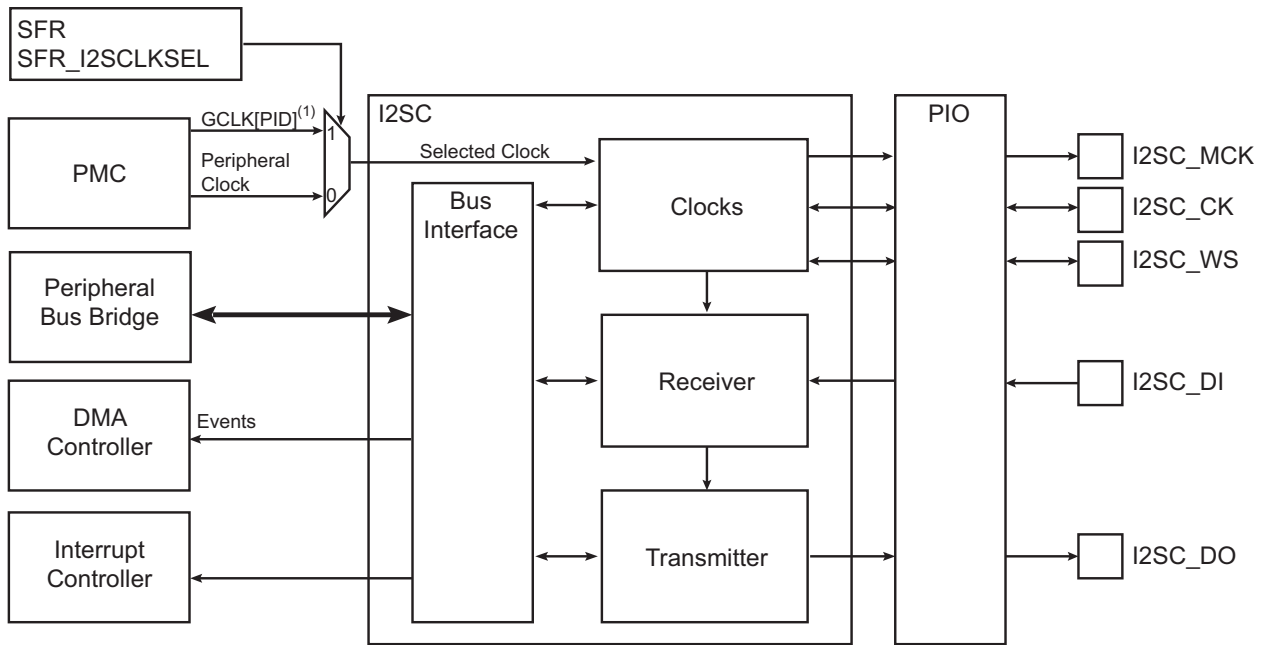 SFR
SFR_I2SCLKSEL
PMC
GCLK[PID](1)
Peripheral
Clock
1
0
I2SC
Selected Clock
Bus
Interface
Clocks
PIO
I2SC_MCK
I2SC_CK
I2SC_WS
Peripheral
Bus Bridge
Receiver
I2SC_DI
DMA
Controller
Events
Interrupt
Controller
Transmitter
I2SC_DO